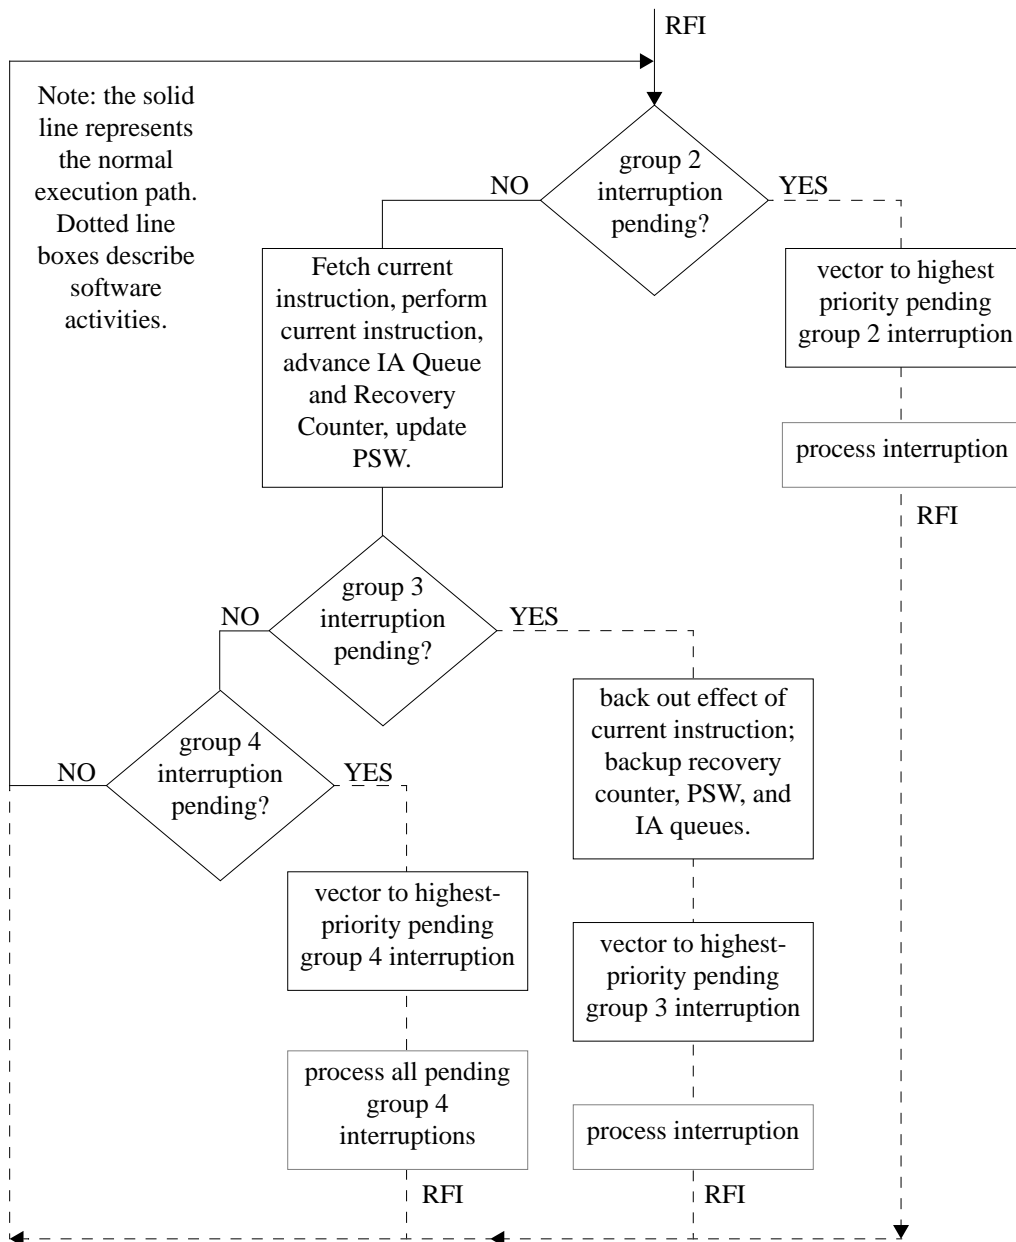 RFI
Note: the solid
line represents
the normal
execution path.
Dotted line
boxes describe
software
activities.
group 2
interruption
pending?
NO
YES
Fetch current
instruction, perform
current instruction,
advance IA Queue
and Recovery
Counter, update
PSW.
vector to highest
priority pending
group 2 interruption
process interruption
RFI
group 3
interruption
pending?
NO
YES
back out effect of
current instruction;
backup recovery
counter, PSW, and
IA queues.
group 4
interruption
pending?
NO
YES
vector to highest-
priority pending
group 4 interruption
vector to highest-
priority pending
group 3 interruption
process all pending
group 4
interruptions
process interruption
RFI
RFI